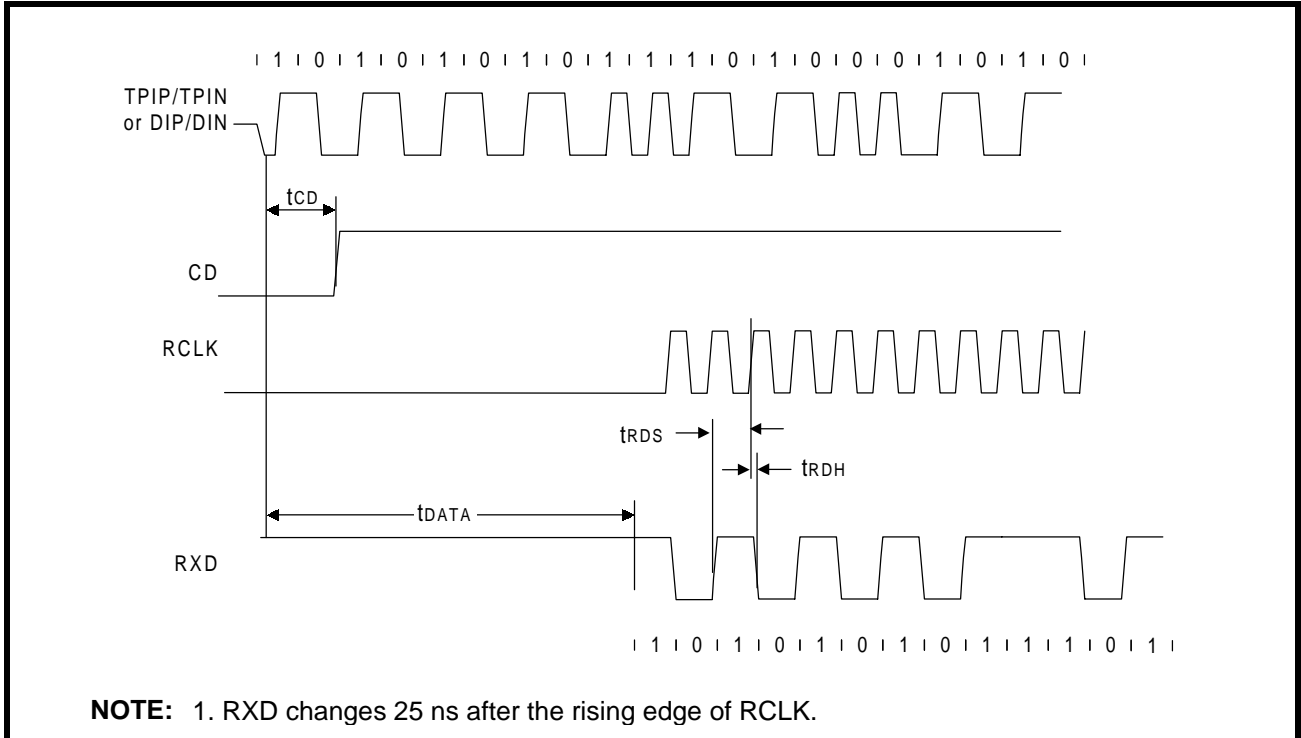 1 0 1 0 1 0 1 0 1 1 1 0 1 0 0 0 1 0 1 0
TPIP/TPIN
or DIP/DIN
tCD
CD
RCLK
tRDS
tRDH
tDATA
RXD
1 0 1 0 1 0 1 0 1 1 1 0 1
NOTE: 1. RXD changes 25 ns after the rising edge of RCLK.